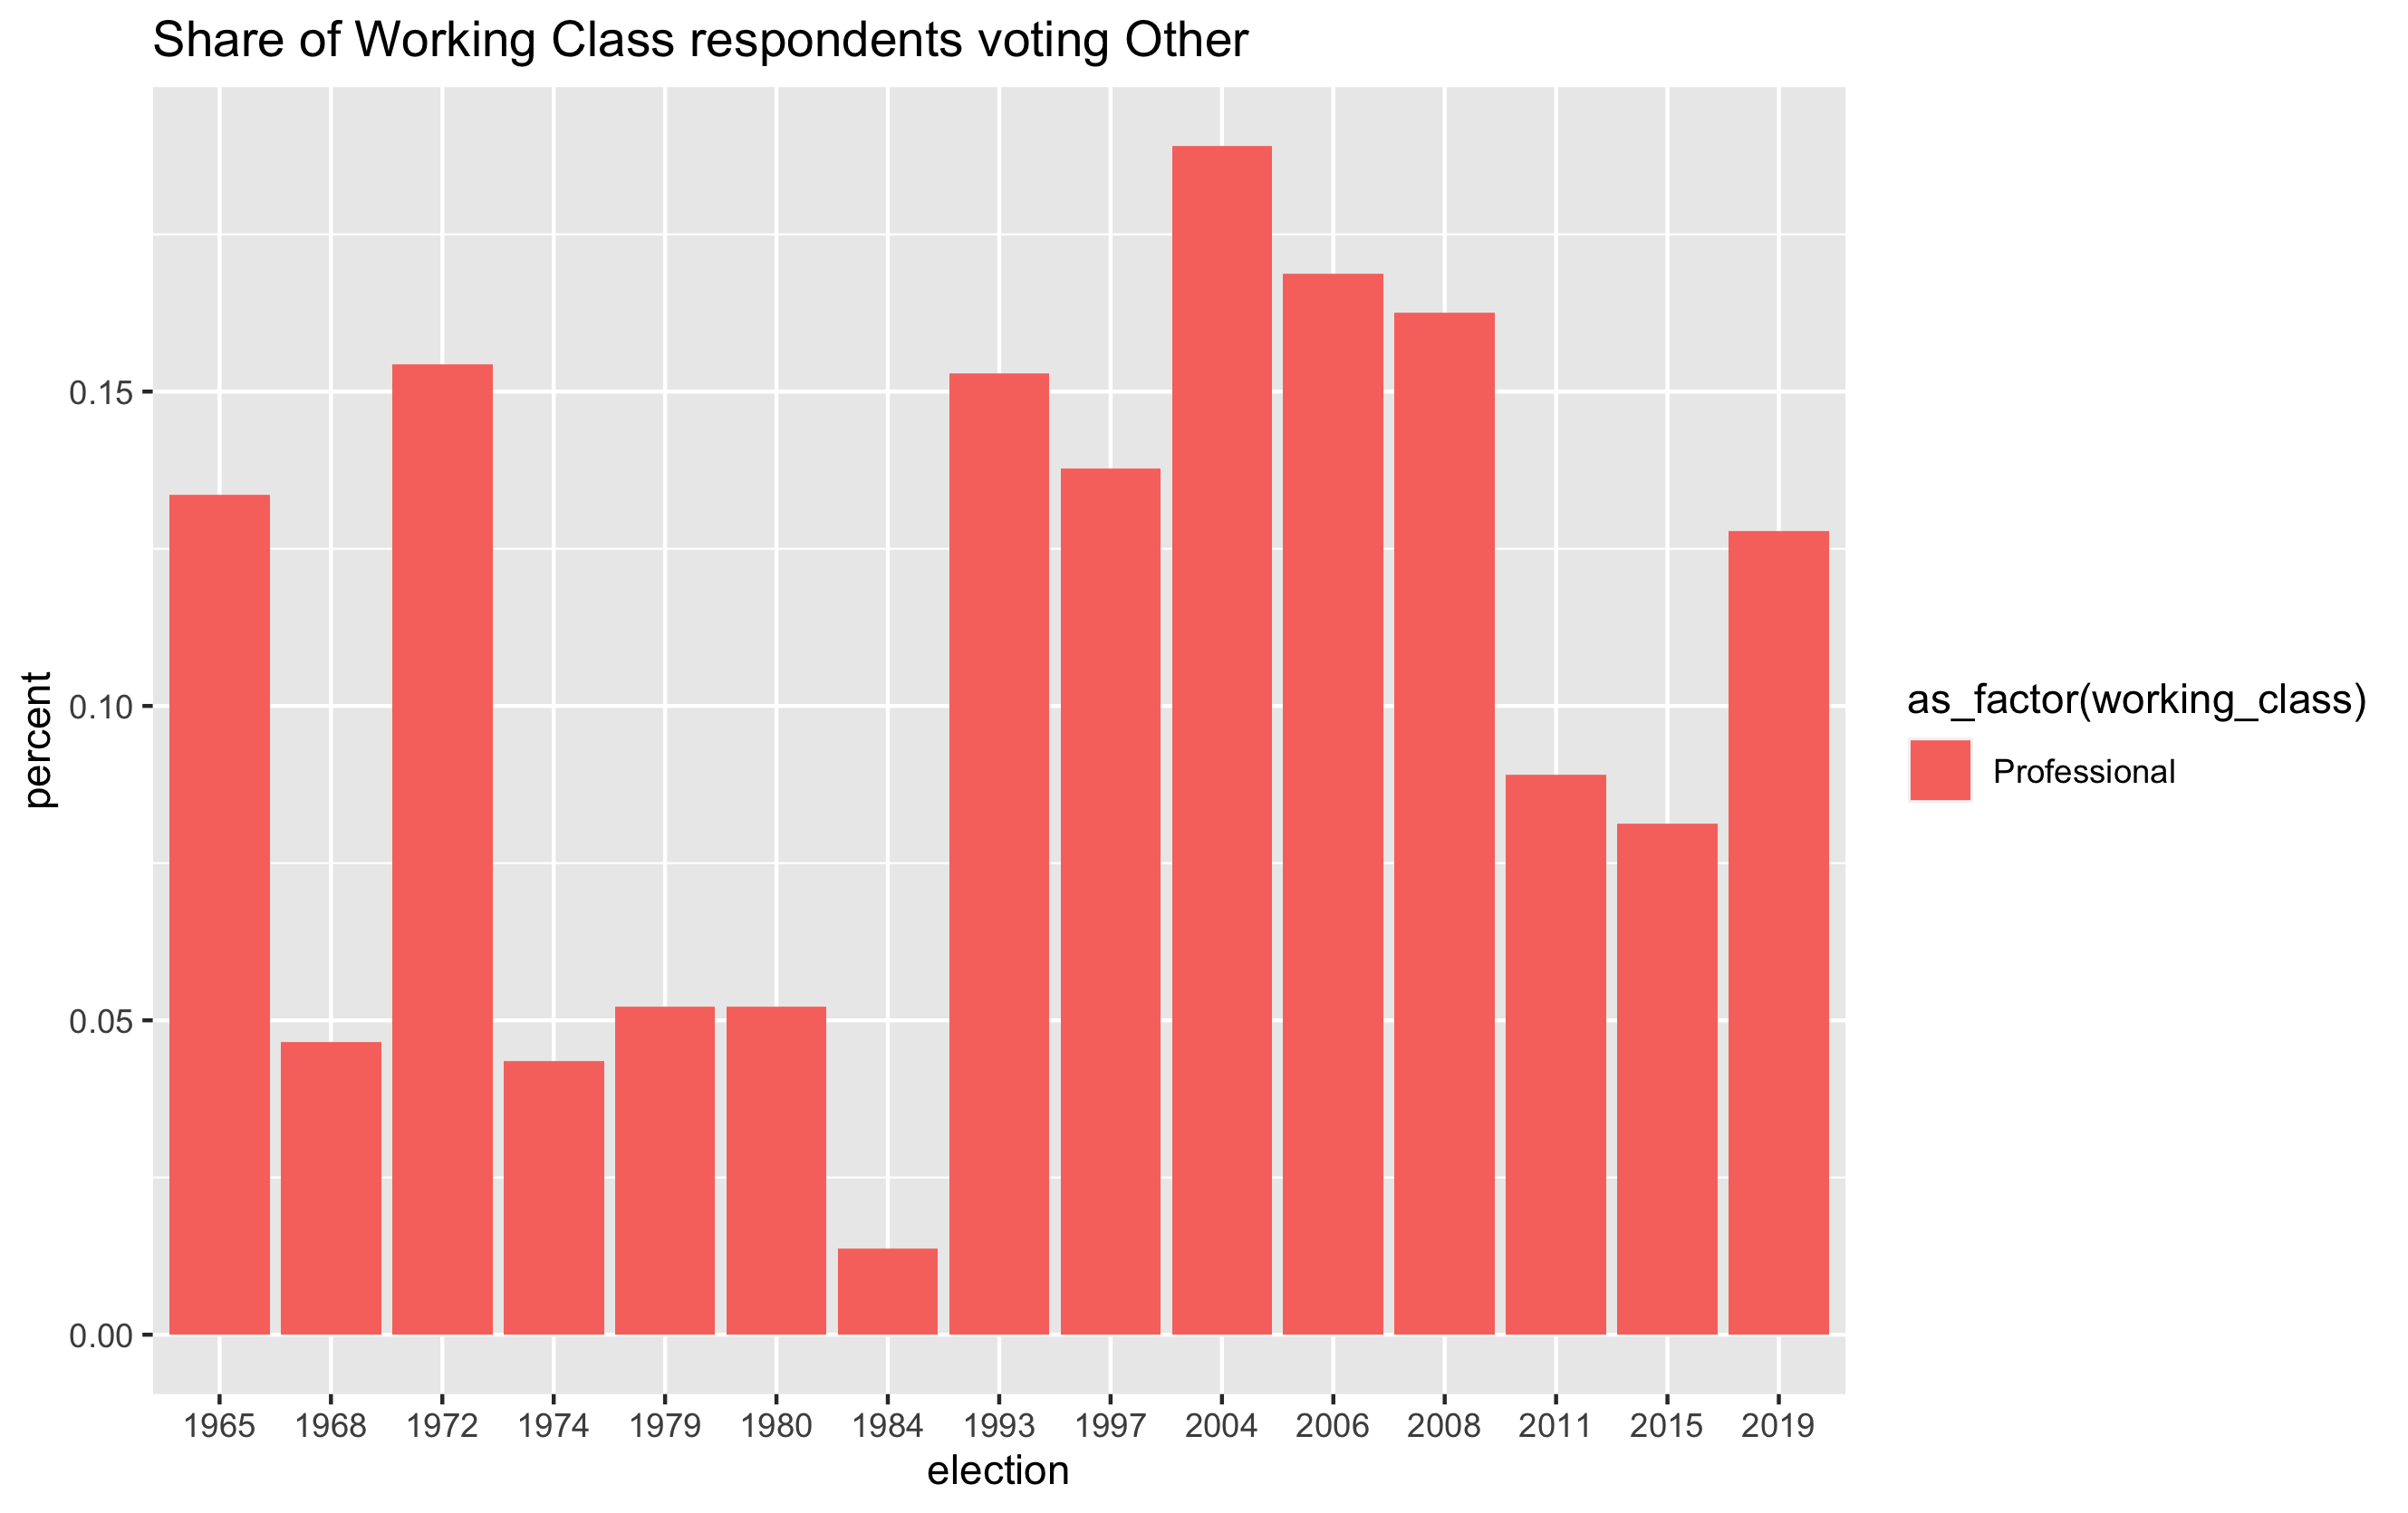 Share of Working Class respondents voting Other
percent
0.15
0.10
0.05
0.00
1965 1968 1972 1974 1979 1980 1984 1993 1997 2004 2006 2008 2011 2015 2019
election
as_factor(working_class)
Professional